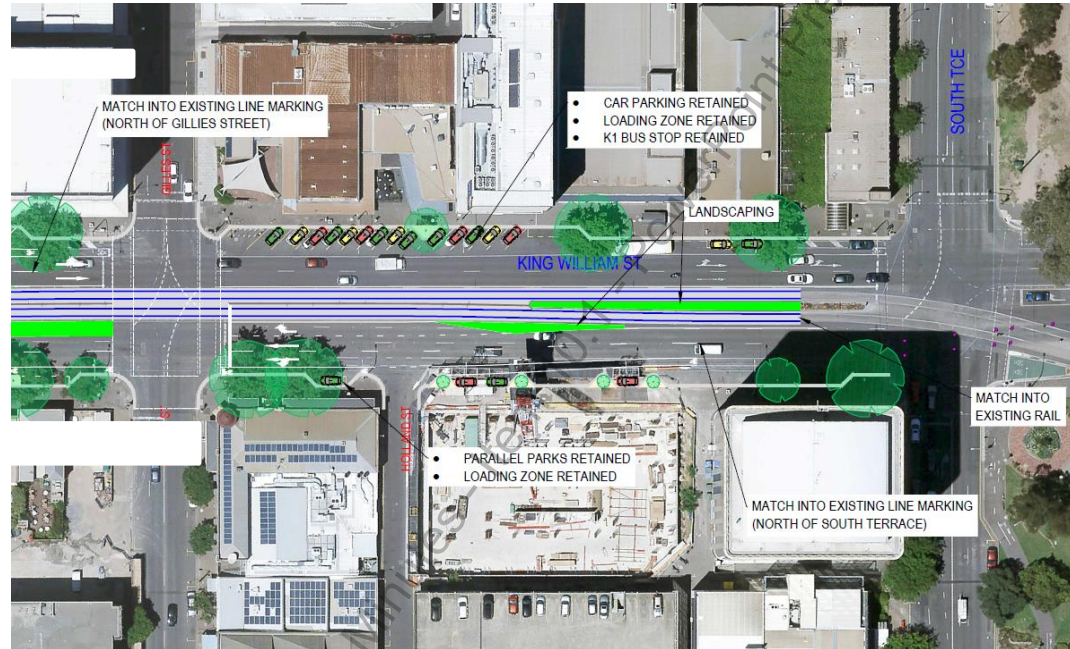 MATCH INTO EXISTING LINE MARKING
(NORTH OF GILLIES STREET)
GILLIES ST
• CAR PARKING RETAINED
• LOADING ZONE RETAINED
• K1 BUS STOP RETAINED
SOUTH TCE
LANDSCAPING
KING WILLIAM ST
MATCH INTO
EXISTING RAIL
ST
HOLLAND ST
• PARALLEL PARKS RETAINED
• LOADING ZONE RETAINED
MATCH INTO EXISTING LINE MARKING
(NORTH OF SOUTH TERRACE)